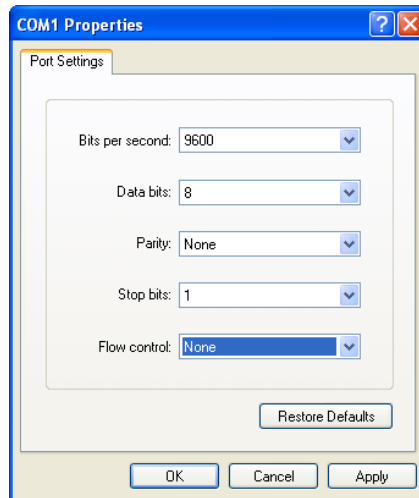 COM1 Properties
Port Settings
Bits per second: 9600
Data bits: 8
Parity: None
Stop bits: 1
Flow control: None
Restore Defaults
OK Cancel Apply